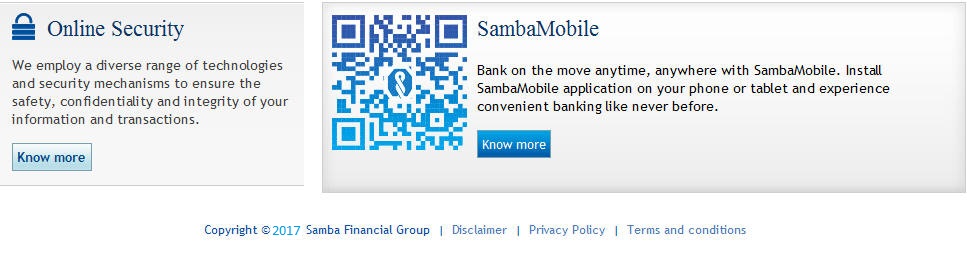 Online Security
We employ a diverse range of technologies
and security mechanisms to ensure the
safety, confidentiality and integrity of your
information and transactions.
Know more
SambaMobile
Bank on the move anytime, anywhere with SambaMobile. Install
SambaMobile application on your phone or tablet and experience
convenient banking like never before.
Know more
Copyright ©2017 Samba Financial Group | Disclaimer | Privacy Policy | Terms and conditions